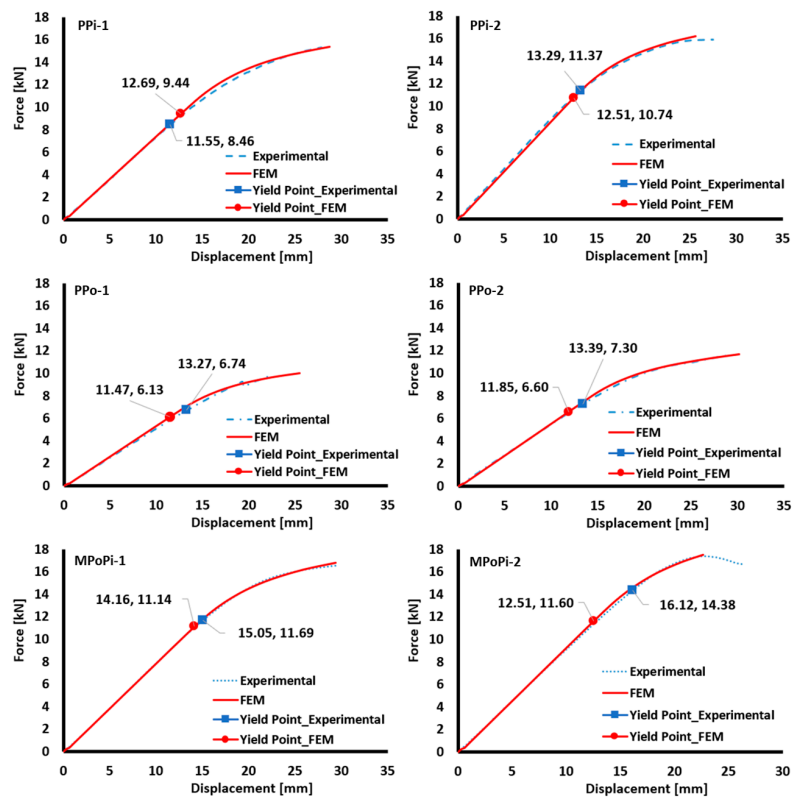 PPi-1
Force [kN]
18
16
14
12
10
8
6
4
2
0
12.69, 9.44
11.55, 8.46
Experimental
FEM
Yield Point_Experimental
Yield Point_FEM
0 5 10 15 20 25 30 35
Displacement [mm]
PPi-2
Force [kN]
18
16
14
12
10
8
6
4
2
0
13.29, 11.37
12.51, 10.74
Experimental
FEM
Yield Point_Experimental
Yield Point_FEM
0 5 10 15 20 25 30 35
Displacement [mm]
PPo-1
Force [kN]
18
16
14
12
10
8
6
4
2
0
13.27, 6.74
11.47, 6.13
Experimental
FEM
Yield Point_Experimental
Yield Point_FEM
0 5 10 15 20 25 30 35
Displacement [mm]
PPo-2
Force [kN]
18
16
14
12
10
8
6
4
2
0
13.39, 7.30
11.85, 6.60
Experimental
FEM
Yield Point_Experimental
Yield Point_FEM
0 5 10 15 20 25 30 35
Displacement [mm]
MPoPi-1
Force [kN]
18
16
14
12
10
8
6
4
2
0
14.16, 11.14
15.05, 11.69
Experimental
FEM
Yield Point_Experimental
Yield Point_FEM
0 5 10 15 20 25 30 35
Displacement [mm]
MPoPi-2
Force [kN]
18
16
14
12
10
8
6
4
2
0
12.51, 11.60
16.12, 14.38
Experimental
FEM
Yield Point_Experimental
Yield Point_FEM
0 5 10 15 20 25 30
Displacement [mm]